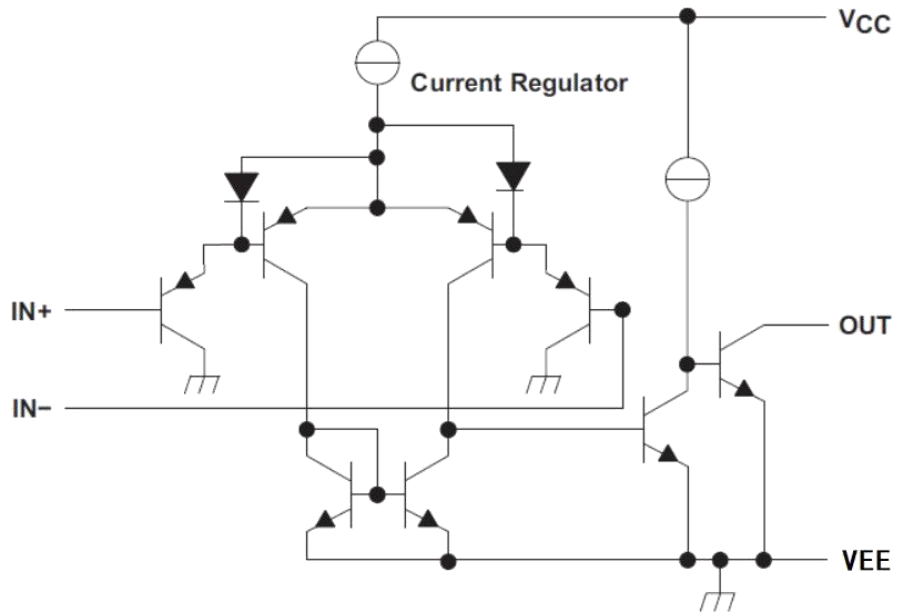 VCC
Current Regulator
IN+
OUT
IN−
VEE